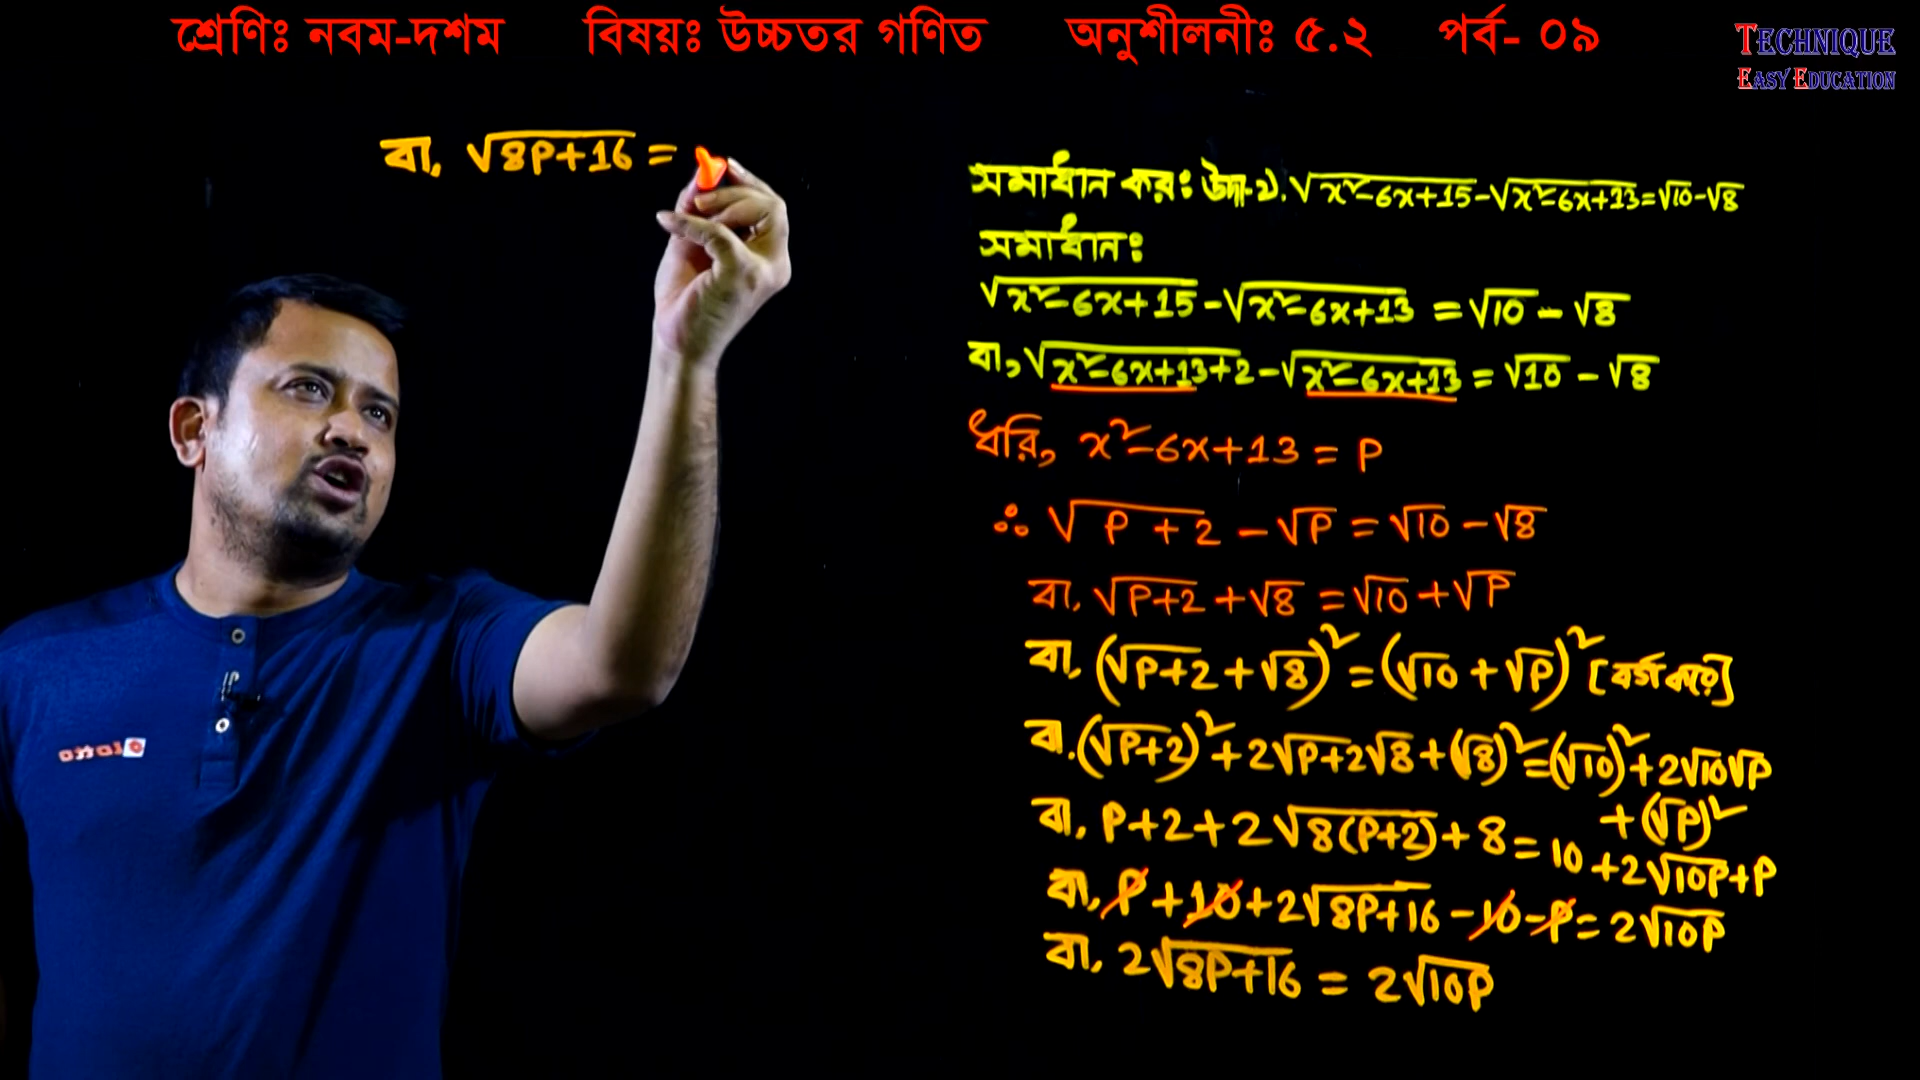 শ্রেণিঃ নবম-দশম বিষয়ঃ উচ্চতর গণিত অনুশীলনীঃ ৫.২ পর্ব- ০৯
TECHNIQUE
EASY EDUCATION
বা, √(8P+16) =
সমাধান করঃ উদা-১. √(x²-6x+15) - √(x²-6x+13) = √10 - √8
সমাধানঃ
√(x²-6x+15) - √(x²-6x+13) = √10 - √8
বা, √(x²-6x+13+2) - √(x²-6x+13) = √10 - √8
ধরি, x²-6x+13 = P
∴ √(P+2) - √P = √10 - √8
বা, √(P+2) + √8 = √10 + √P
বা, (√(P+2) + √8)² = (√10 + √P)² [বর্গ করে]
বা, (√(P+2))² + 2√(P+2)√8 + (√8)² = (√10)² + 2√10√P
+ (√P)²
বা, P+2+2√(8(P+2)) + 8 = 10 + 2√(10P) + P
বা, P+10+2√(8P+16) - 10 - P = 2√(10P)
বা, 2√(8P+16) = 2√(10P)